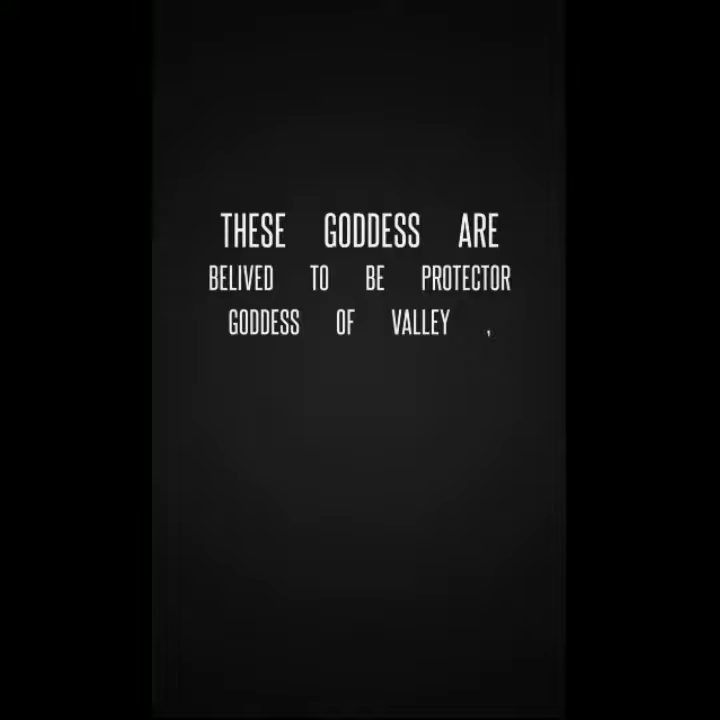 THESE GODDESS ARE
BELIVED TO BE PROTECTOR
GODDESS OF VALLEY ,